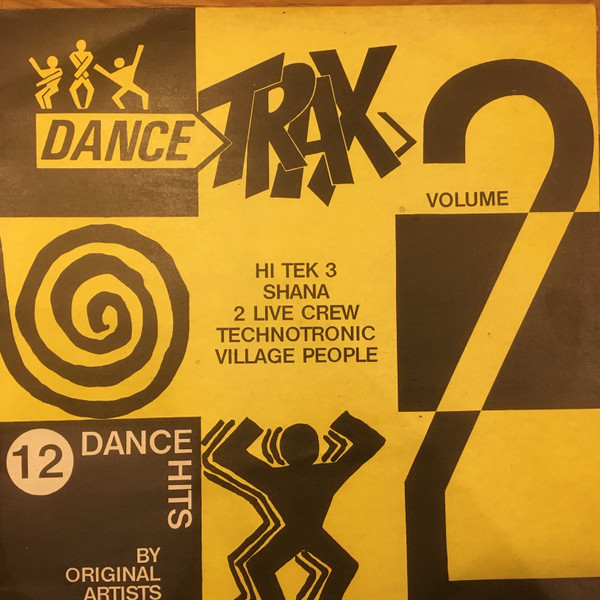 DANCE TRAX
VOLUME
2
HI TEK 3
SHANA
2 LIVE CREW
TECHNOTRONIC
VILLAGE PEOPLE
12 DANCE
HITS
BY
ORIGINAL
ARTISTS